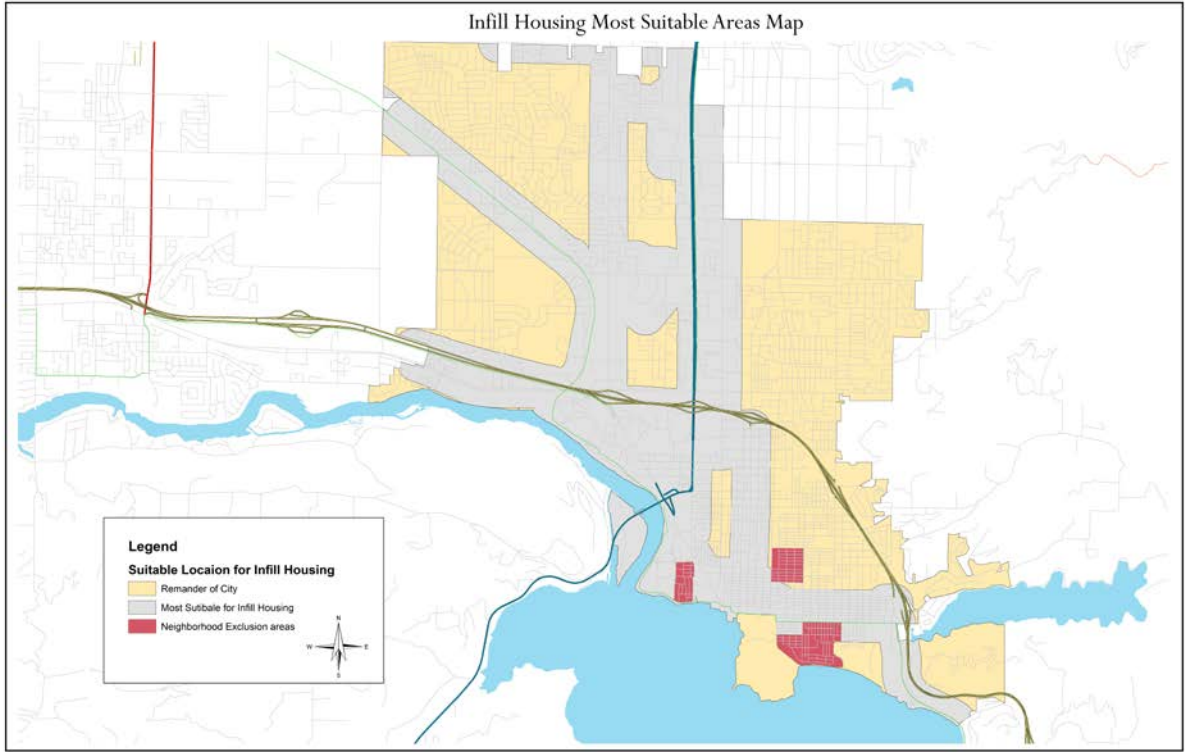 Infill Housing Most Suitable Areas Map
Legend
Suitable Locaion for Infill Housing
Remander of City
Most Sutibale for Infill Housing
Neighborhood Exclusion areas
N
W
E
S